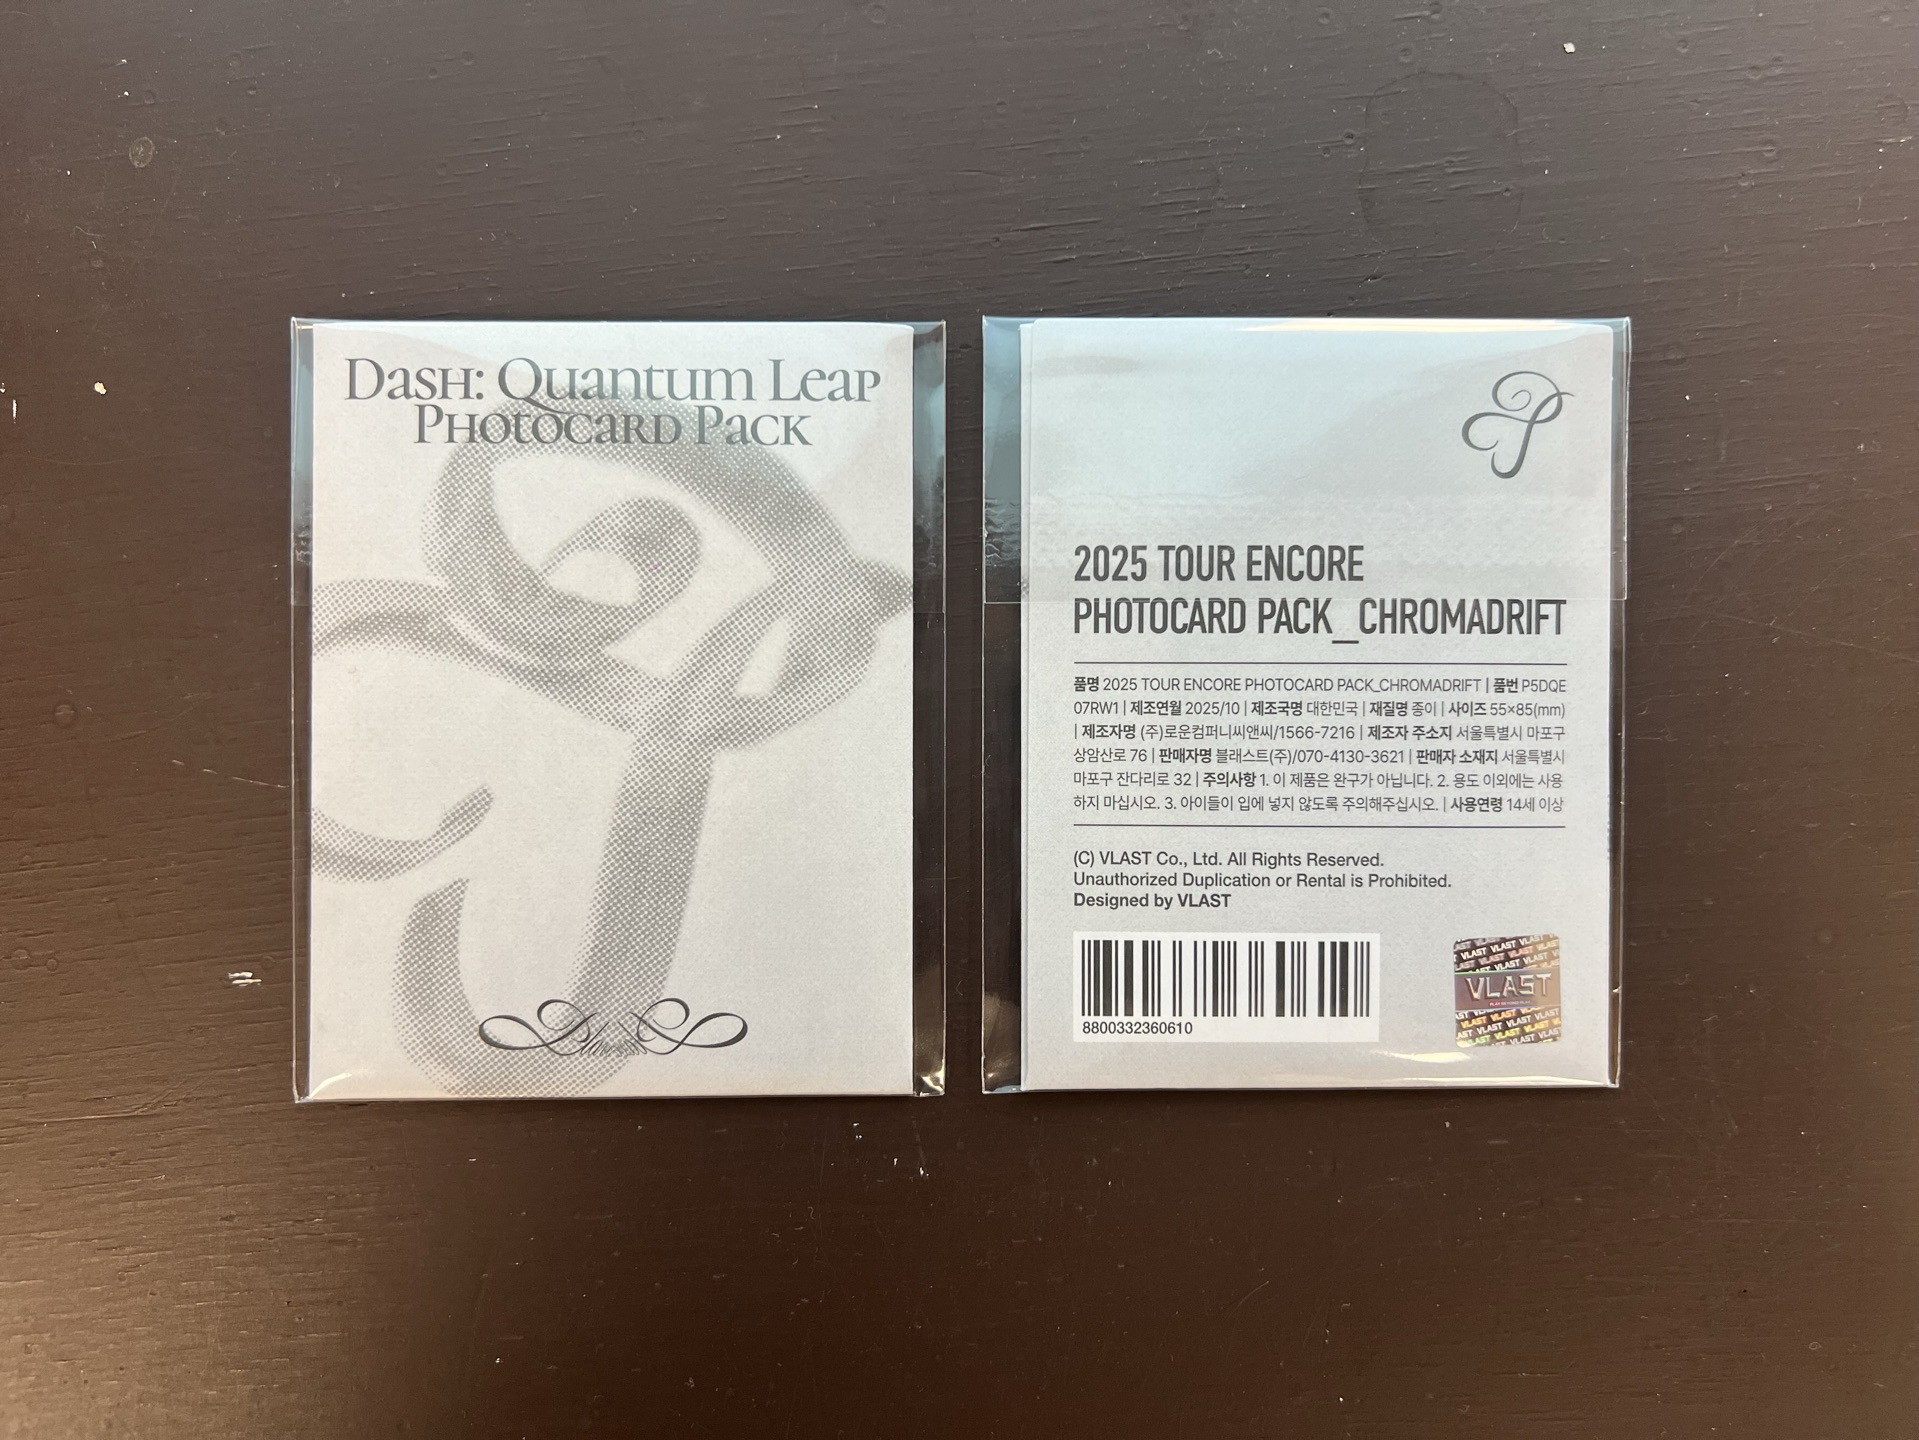 Dash: Quantum Leap
Photocard Pack
2025 TOUR ENCORE
PHOTOCARD PACK_CHROMADRIFT
품명 2025 TOUR ENCORE PHOTOCARD PACK_CHROMADRIFT | 품번 P5DQE
07RW1 | 제조연월 2025/10 | 제조국명 대한민국 | 재질명 종이 | 사이즈 55×85(mm)
| 제조자명 (주)로운컴퍼니씨앤씨/1566-7216 | 제조자 주소지 서울특별시 마포구
상암산로 76 | 판매자명 블래스트(주)/070-4130-3621 | 판매자 소재지 서울특별시
마포구 잔다리로 32 | 주의사항 1. 이 제품은 완구가 아닙니다. 2. 용도 이외에는 사용
하지 마십시오. 3. 아이들이 입에 넣지 않도록 주의해주십시오. | 사용연령 14세 이상
(C) VLAST Co., Ltd. All Rights Reserved.
Unauthorized Duplication or Rental is Prohibited.
Designed by VLAST
8800332360610
VLAST